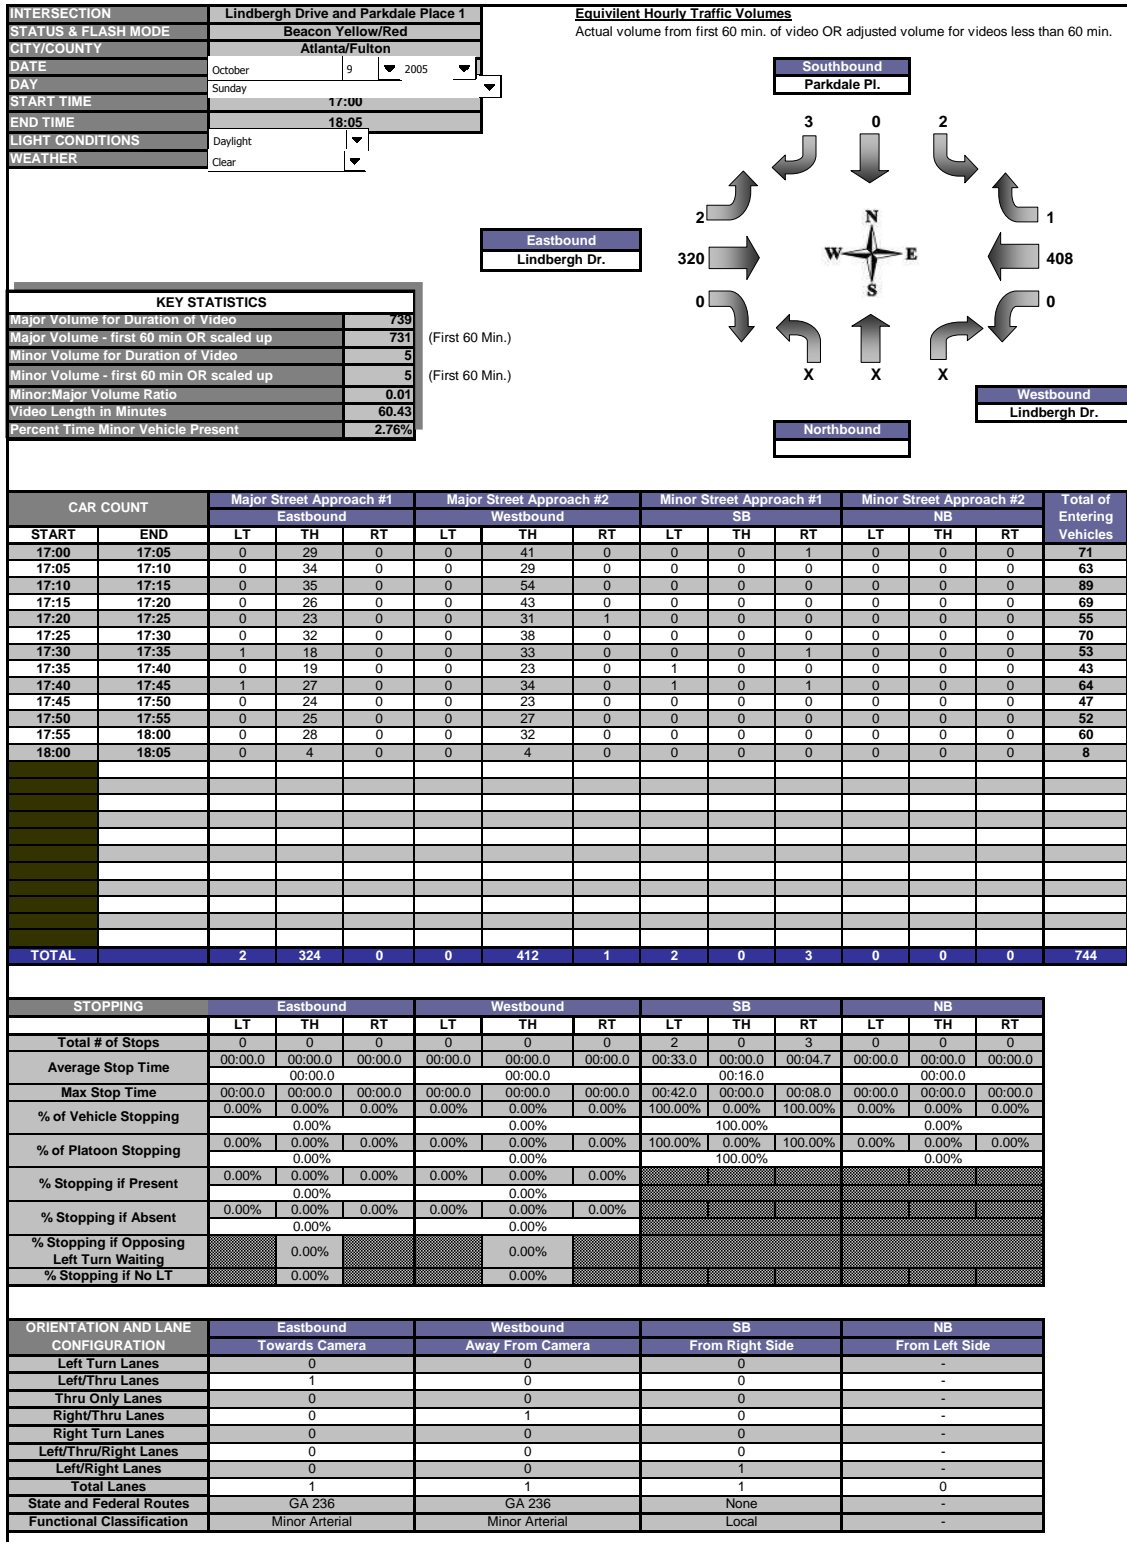 INTERSECTION Lindbergh Drive and Parkdale Place 1
STATUS & FLASH MODE Beacon Yellow/Red
CITY/COUNTY Atlanta/Fulton
DATE October 9 2005
DAY Sunday
START TIME 17:00
END TIME 18:05
LIGHT CONDITIONS Daylight
WEATHER Clear
Equivilent Hourly Traffic Volumes
Actual volume from first 60 min. of video OR adjusted volume for videos less than 60 min.
Southbound
Parkdale Pl.
3 0 2
2 1
N
W E
S
Eastbound
Lindbergh Dr.
320 408
0 0
X X X
Westbound
Lindbergh Dr.
Northbound
KEY STATISTICS
Major Volume for Duration of Video 739
Major Volume - first 60 min OR scaled up 731 (First 60 Min.)
Minor Volume for Duration of Video 5
Minor Volume - first 60 min OR scaled up 5 (First 60 Min.)
Minor:Major Volume Ratio 0.01
Video Length in Minutes 60.43
Percent Time Minor Vehicle Present 2.76%
CAR COUNT Major Street Approach #1 Major Street Approach #2 Minor Street Approach #1 Minor Street Approach #2 Total of
Eastbound Westbound SB NB Entering
START END LT TH RT LT TH RT LT TH RT LT TH RT Vehicles
17:00 17:05 0 29 0 0 41 0 0 0 1 0 0 0 71
17:05 17:10 0 34 0 0 29 0 0 0 0 0 0 0 63
17:10 17:15 0 35 0 0 54 0 0 0 0 0 0 0 89
17:15 17:20 0 26 0 0 43 0 0 0 0 0 0 0 69
17:20 17:25 0 23 0 0 31 1 0 0 0 0 0 0 55
17:25 17:30 0 32 0 0 38 0 0 0 0 0 0 0 70
17:30 17:35 1 18 0 0 33 0 0 0 1 0 0 0 53
17:35 17:40 0 19 0 0 23 0 1 0 0 0 0 0 43
17:40 17:45 1 27 0 0 34 0 1 0 1 0 0 0 64
17:45 17:50 0 24 0 0 23 0 0 0 0 0 0 0 47
17:50 17:55 0 25 0 0 27 0 0 0 0 0 0 0 52
17:55 18:00 0 28 0 0 32 0 0 0 0 0 0 0 60
18:00 18:05 0 4 0 0 4 0 0 0 0 0 0 0 8
TOTAL 2 324 0 0 412 1 2 0 3 0 0 0 744
STOPPING Eastbound Westbound SB NB
LT TH RT LT TH RT LT TH RT LT TH RT
Total # of Stops 0 0 0 0 0 0 2 0 3 0 0 0
Average Stop Time 00:00.0 00:00.0 00:00.0 00:00.0 00:00.0 00:00.0 00:33.0 00:00.0 00:04.7 00:00.0 00:00.0 00:00.0
00:00.0 00:00.0 00:16.0 00:00.0
Max Stop Time 00:00.0 00:00.0 00:00.0 00:00.0 00:00.0 00:00.0 00:42.0 00:00.0 00:08.0 00:00.0 00:00.0 00:00.0
% of Vehicle Stopping 0.00% 0.00% 0.00% 0.00% 0.00% 0.00% 100.00% 0.00% 100.00% 0.00% 0.00% 0.00%
0.00% 0.00% 100.00% 0.00%
% of Platoon Stopping 0.00% 0.00% 0.00% 0.00% 0.00% 0.00% 100.00% 0.00% 100.00% 0.00% 0.00% 0.00%
0.00% 0.00% 100.00% 0.00%
% Stopping if Present 0.00% 0.00% 0.00% 0.00% 0.00% 0.00%
0.00% 0.00%
% Stopping if Absent 0.00% 0.00% 0.00% 0.00% 0.00% 0.00%
0.00% 0.00%
% Stopping if Opposing
Left Turn Waiting 0.00% 0.00%
% Stopping if No LT 0.00% 0.00%
ORIENTATION AND LANE Eastbound Westbound SB NB
CONFIGURATION Towards Camera Away From Camera From Right Side From Left Side
Left Turn Lanes 0 0 0 -
Left/Thru Lanes 1 0 0 -
Thru Only Lanes 0 0 0 -
Right/Thru Lanes 0 1 0 -
Right Turn Lanes 0 0 0 -
Left/Thru/Right Lanes 0 0 0 -
Left/Right Lanes 0 0 1 -
Total Lanes 1 1 1 0
State and Federal Routes GA 236 GA 236 None -
Functional Classification Minor Arterial Minor Arterial Local -